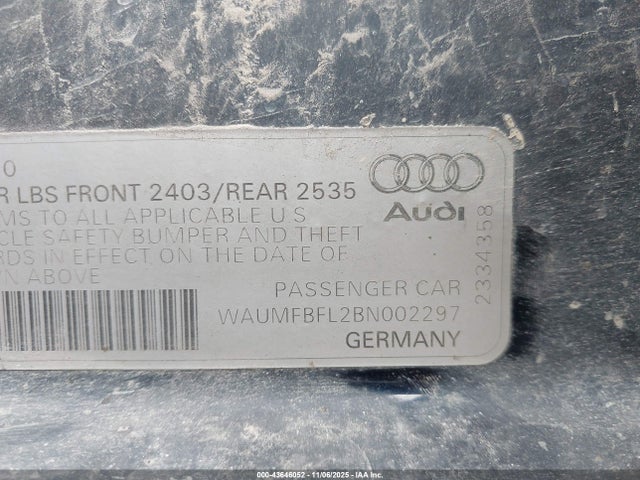 0
R LBS FRONT 2403/REAR 2535
MS TO ALL APPLICABLE U S
CLE SAFETY BUMPER AND THEFT
RDS IN EFFECT ON THE DATE OF
N ABOVE
PASSENGER CAR
WAUMFBFL2BN002297
GERMANY
Audi
2334358
000-43646052 | 11/06/2025 | IAA Inc.